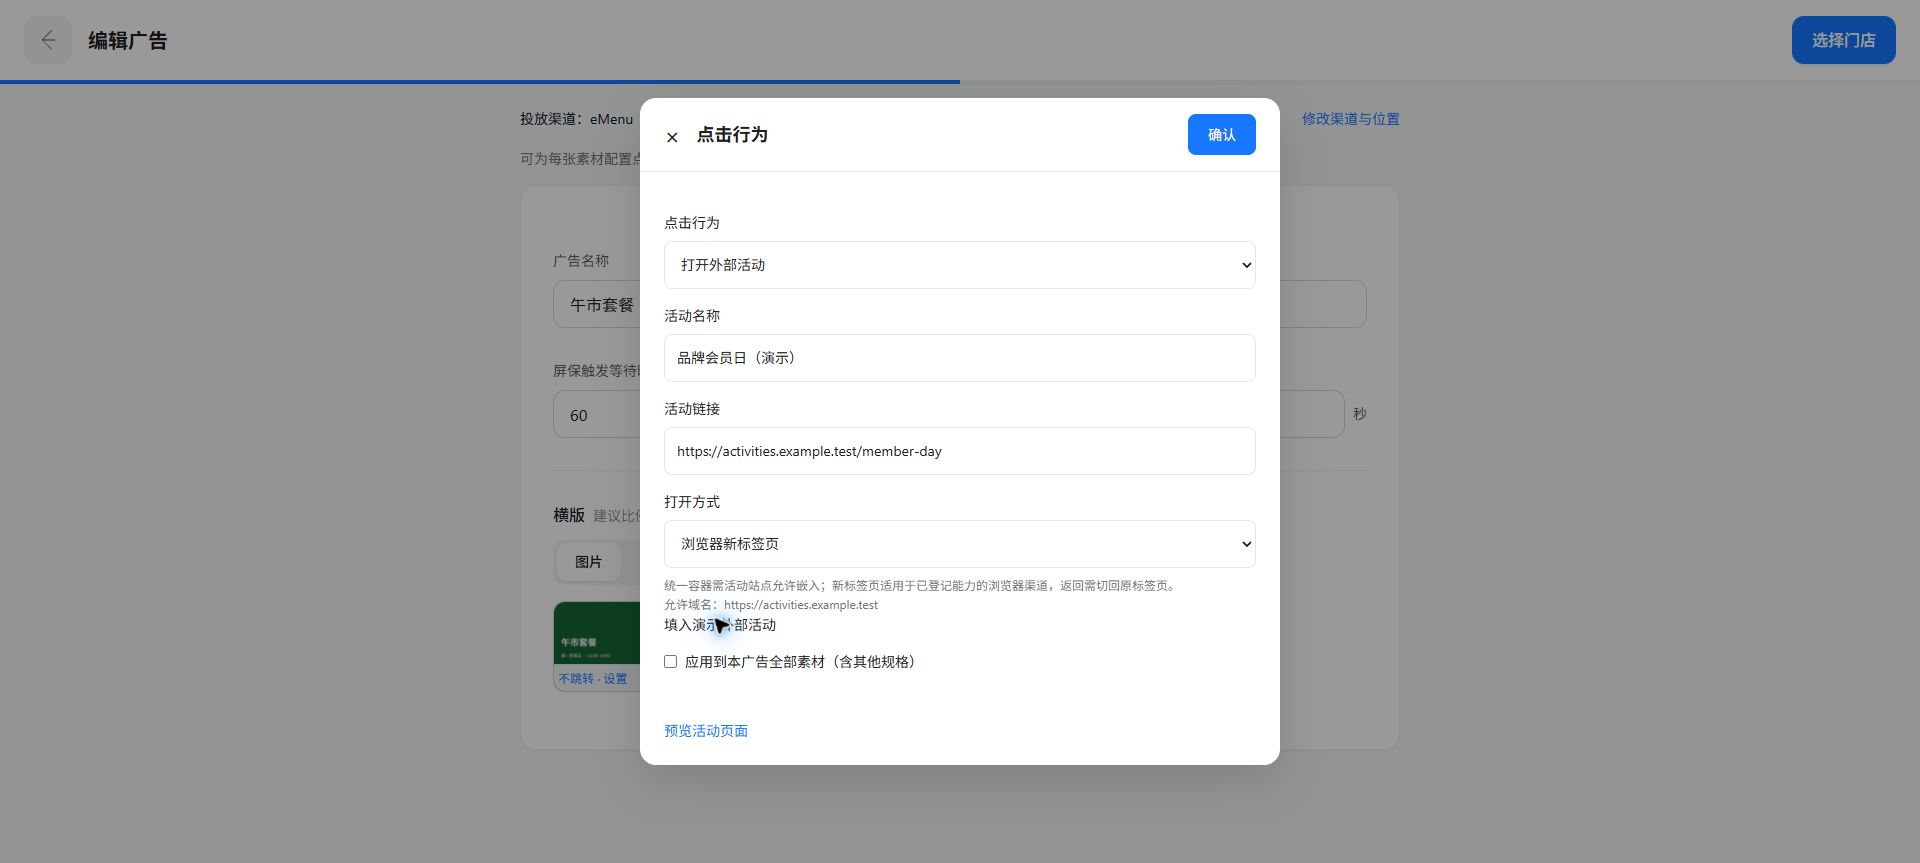 编辑广告
选择门店
投放渠道：eMenu
修改渠道与位置
可为每张素材配置
广告名称
午市套餐
屏保触发等待
60
秒
横版 建议比
图片
午市套餐
不跳转 · 设置
× 点击行为
确认
点击行为
打开外部活动
活动名称
品牌会员日（演示）
活动链接
https://activities.example.test/member-day
打开方式
浏览器新标签页
统一容器需活动站点允许嵌入；新标签页适用于已登记能力的浏览器渠道，返回需切回原标签页。
允许域名：https://activities.example.test
填入演示外部活动
应用到本广告全部素材（含其他规格）
预览活动页面